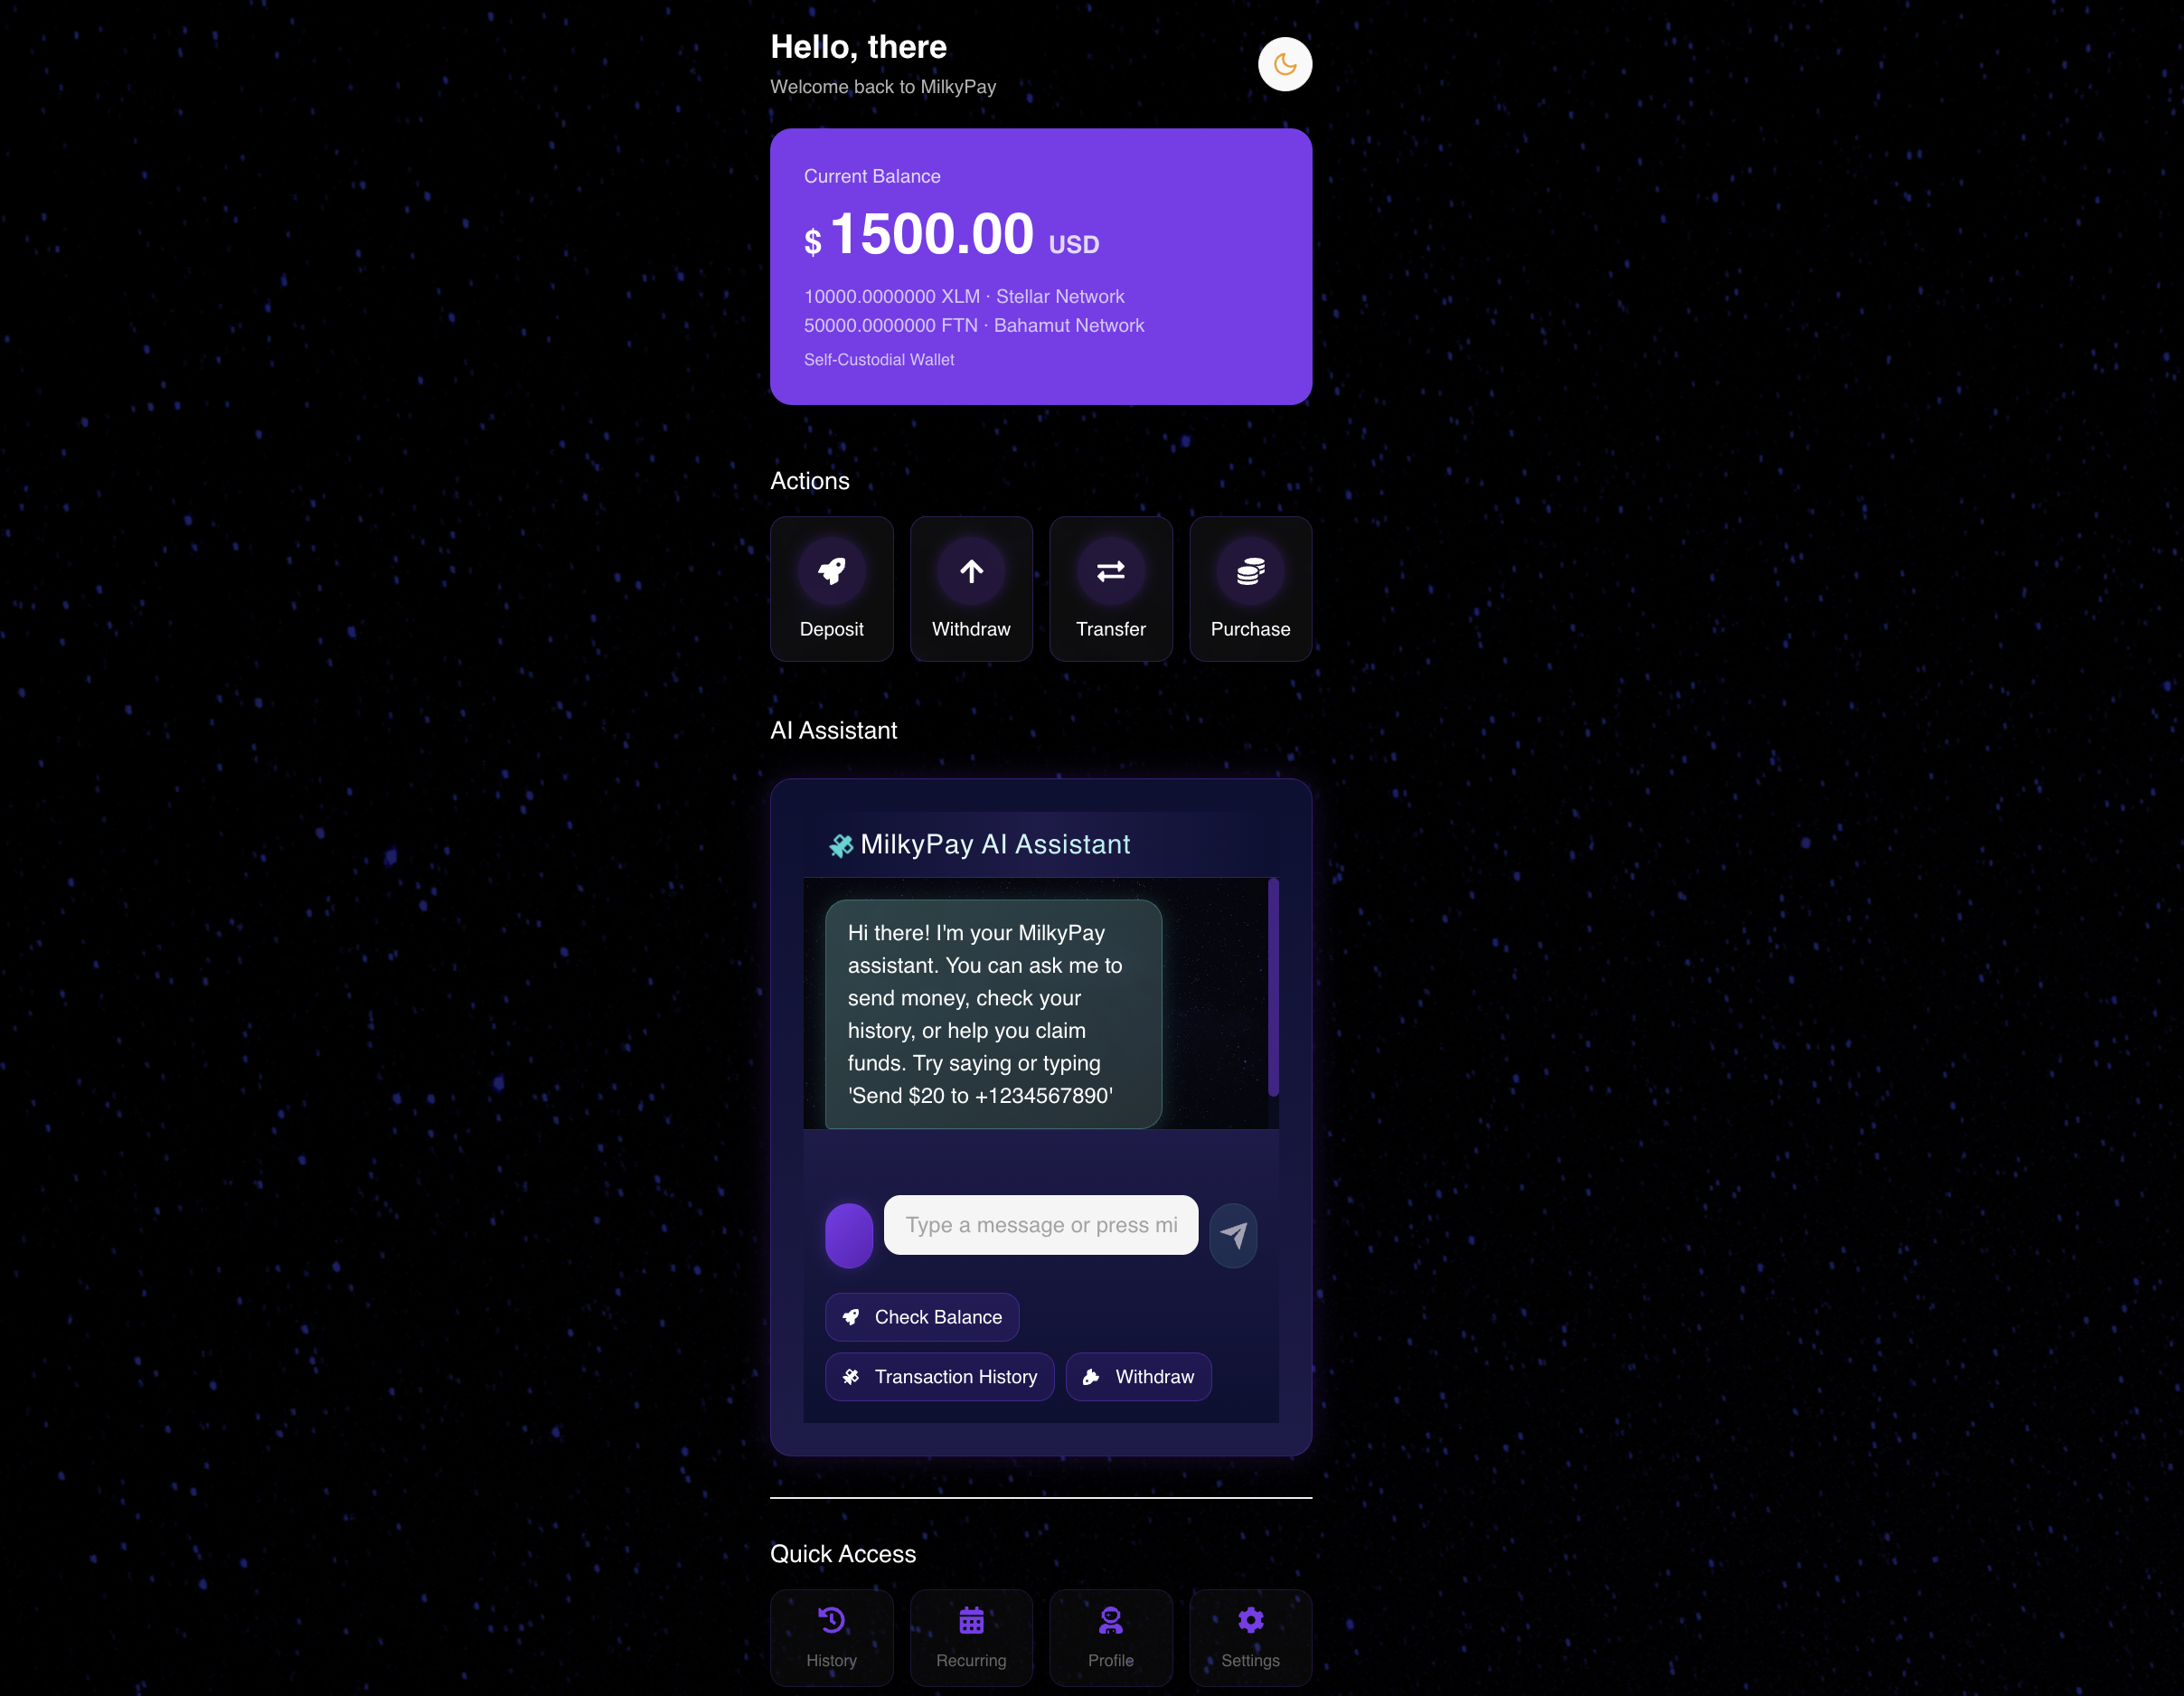 Hello, there
Welcome back to MilkyPay
Current Balance
$ 1500.00 USD
10000.0000000 XLM · Stellar Network
50000.0000000 FTN · Bahamut Network
Self-Custodial Wallet
Actions
Deposit Withdraw Transfer Purchase
AI Assistant
MilkyPay AI Assistant
Hi there! I'm your MilkyPay
assistant. You can ask me to
send money, check your
history, or help you claim
funds. Try saying or typing
'Send $20 to +1234567890'
Type a message or press mi
Check Balance
Transaction History Withdraw
Quick Access
History Recurring Profile Settings